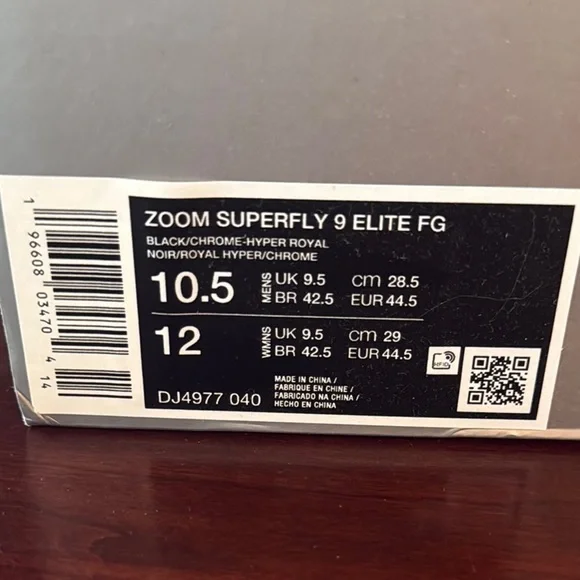 ZOOM SUPERFLY 9 ELITE FG
BLACK/CHROME-HYPER ROYAL
NOIR/ROYAL HYPER/CHROME
10.5 MENS UK 9.5 cm 28.5
BR 42.5 EUR 44.5
12 WMNS UK 9.5 cm 29
BR 42.5 EUR 44.5
DJ4977 040
MADE IN CHINA /
FABRIQUE EN CHINE /
FABRICADO NA CHINA /
HECHO EN CHINA
1 96608 03470 4 14